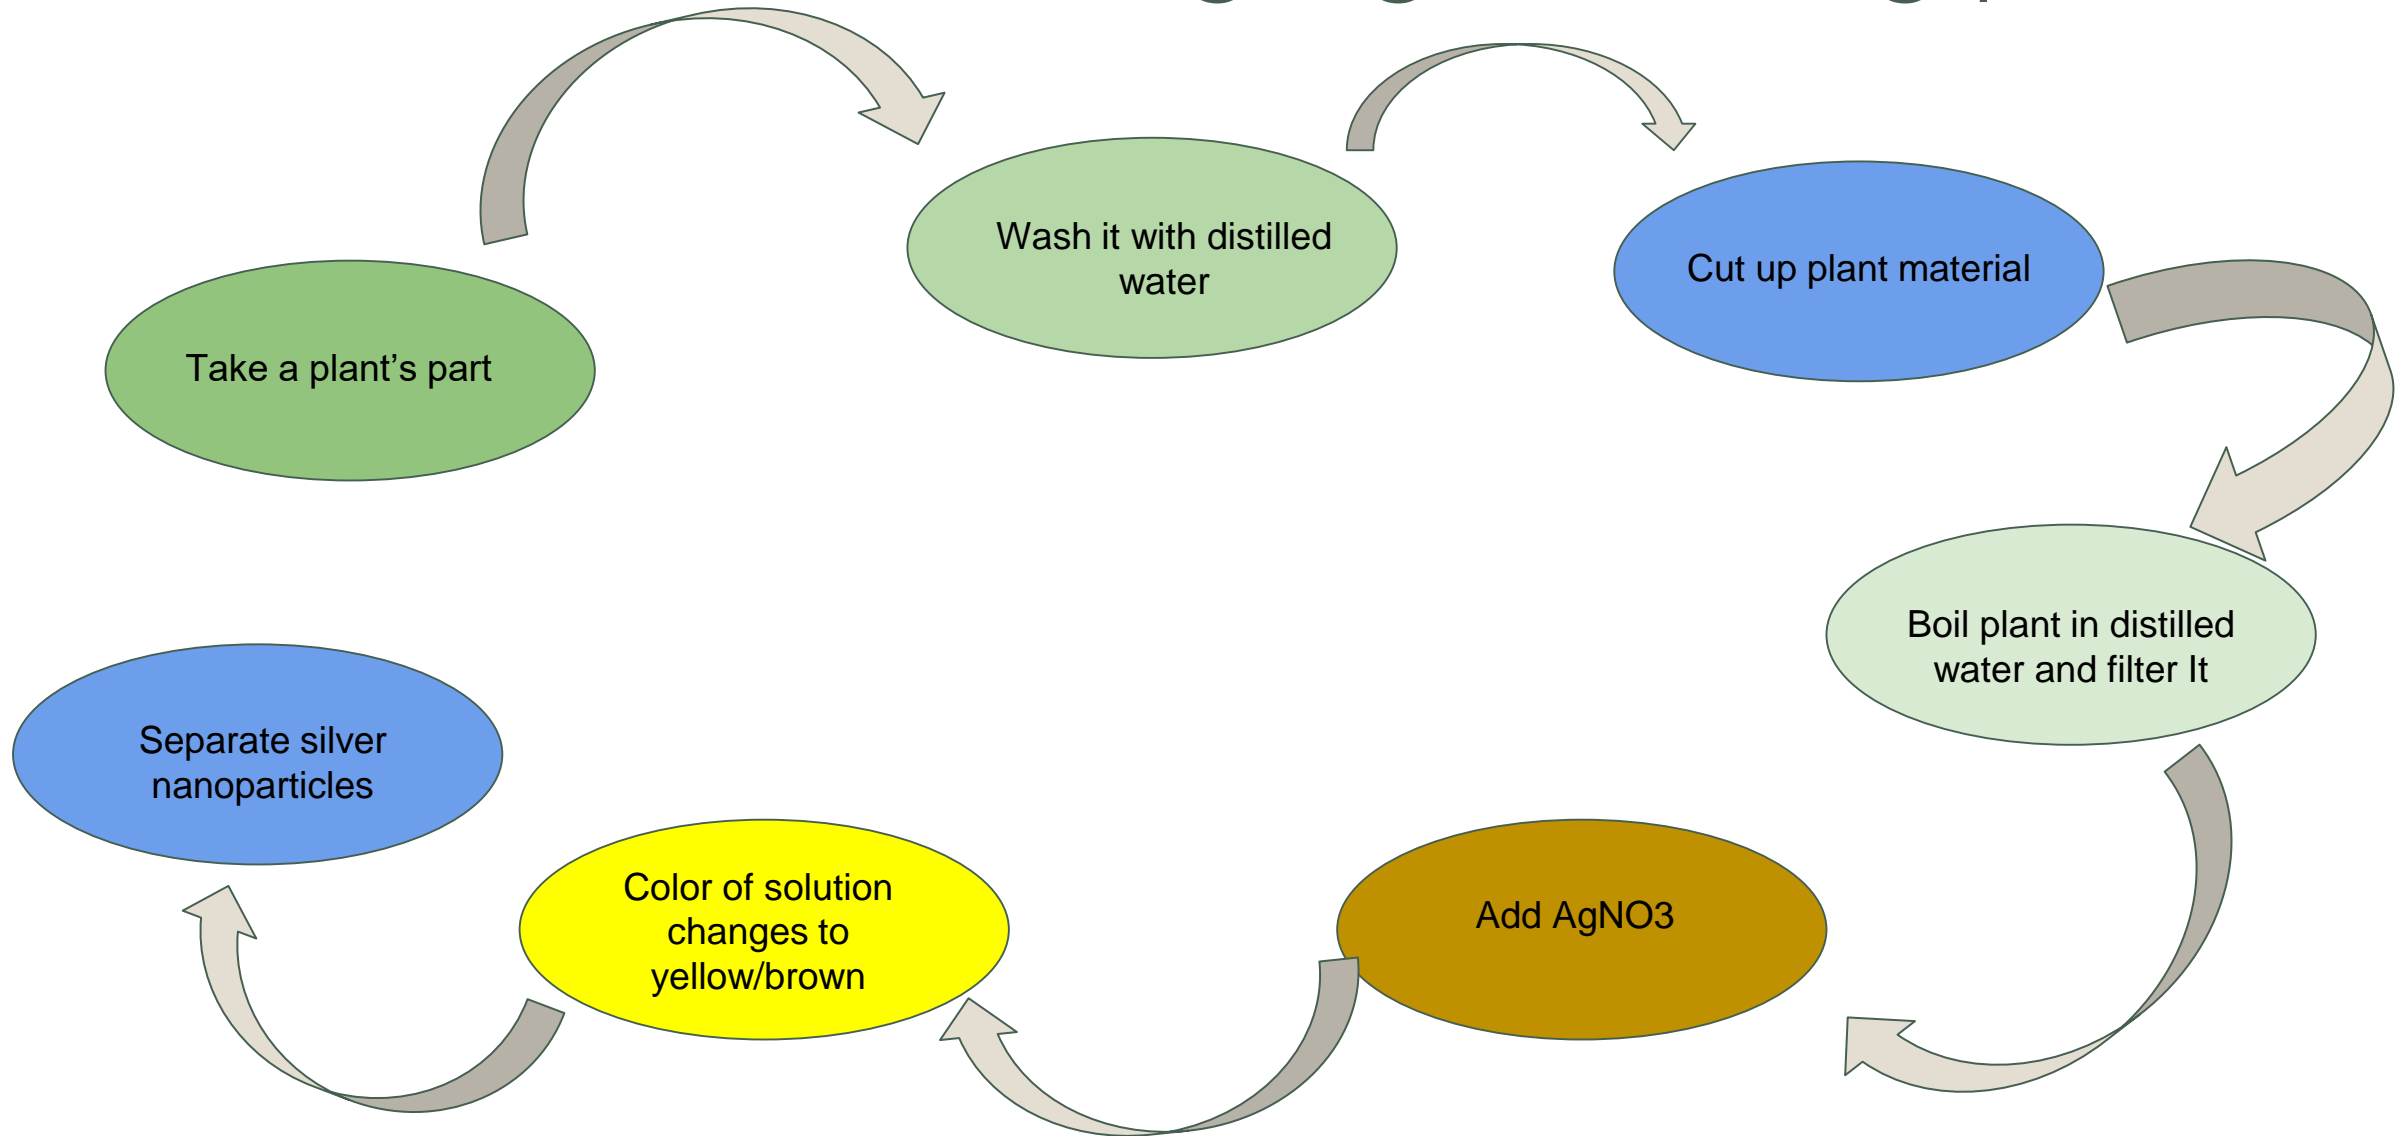 Take a plant’s part
Wash it with distilled
water
Cut up plant material
Boil plant in distilled
water and filter It
Add AgNO3
Color of solution
changes to
yellow/brown
Separate silver
nanoparticles